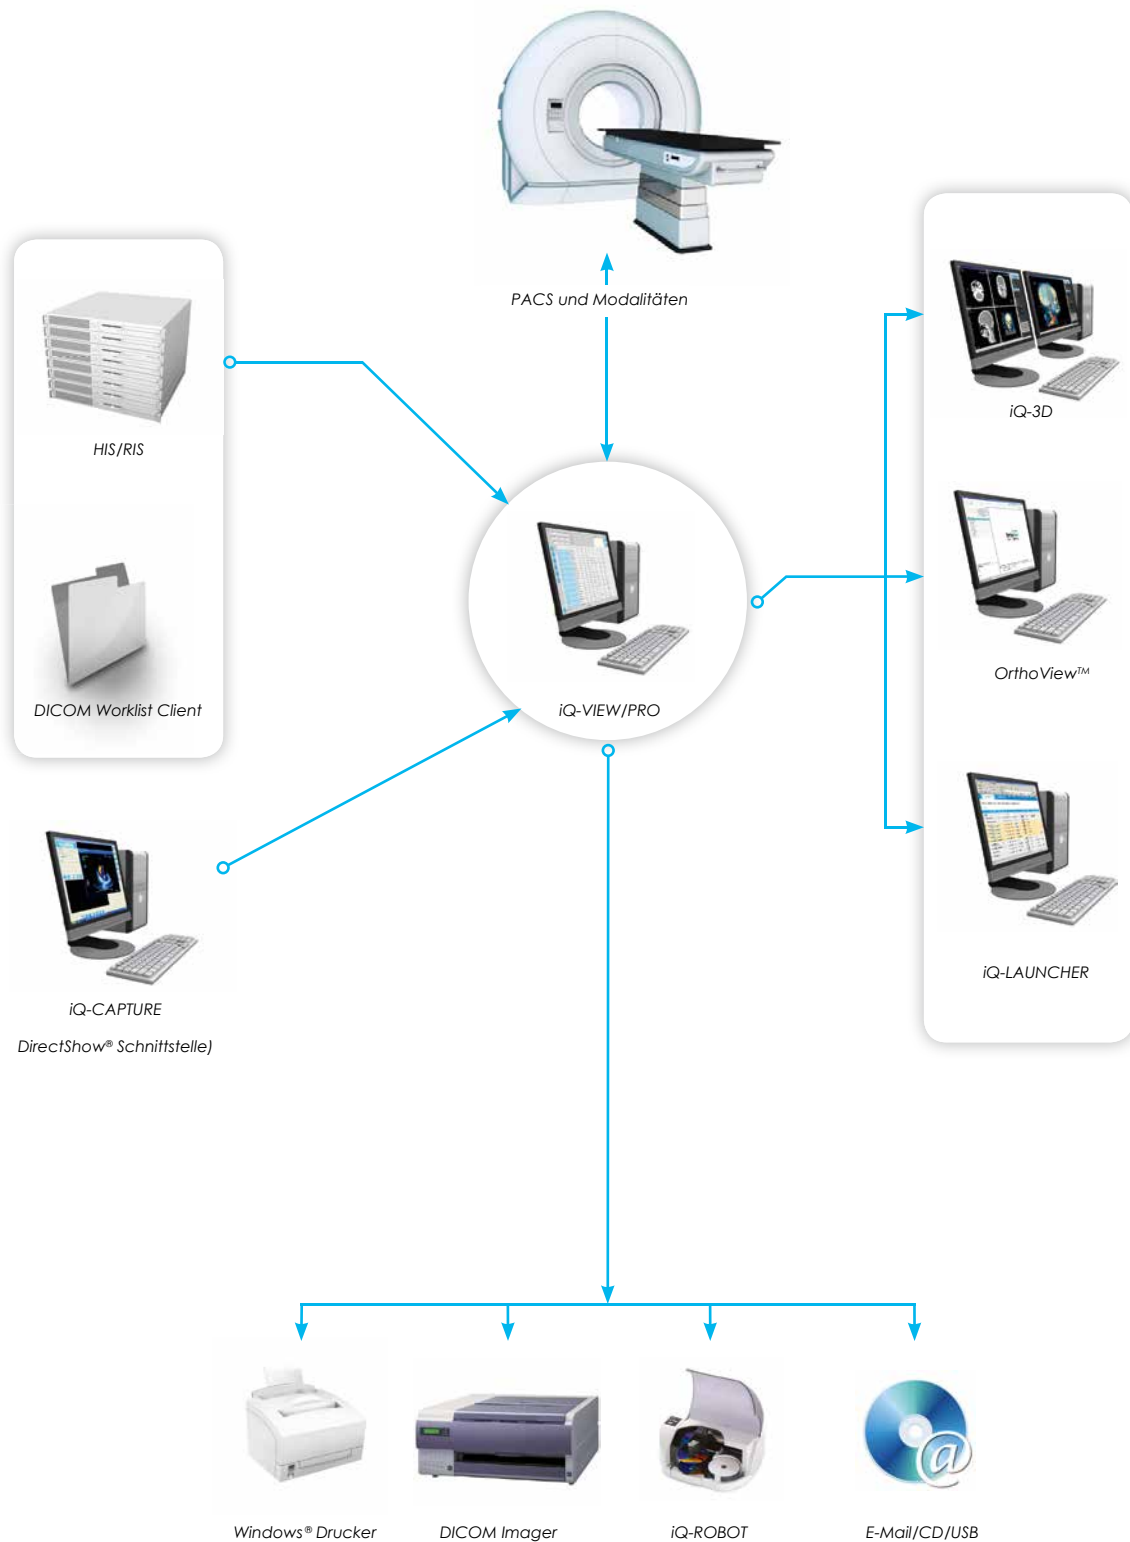 PACS und Modalitäten
HIS/RIS
DICOM Worklist Client
iQ-CAPTURE
DirectShow® Schnittstelle)
iQ-VIEW/PRO
iQ-3D
OrthoView™
iQ-LAUNCHER
Windows® Drucker
DICOM Imager
iQ-ROBOT
E-Mail/CD/USB